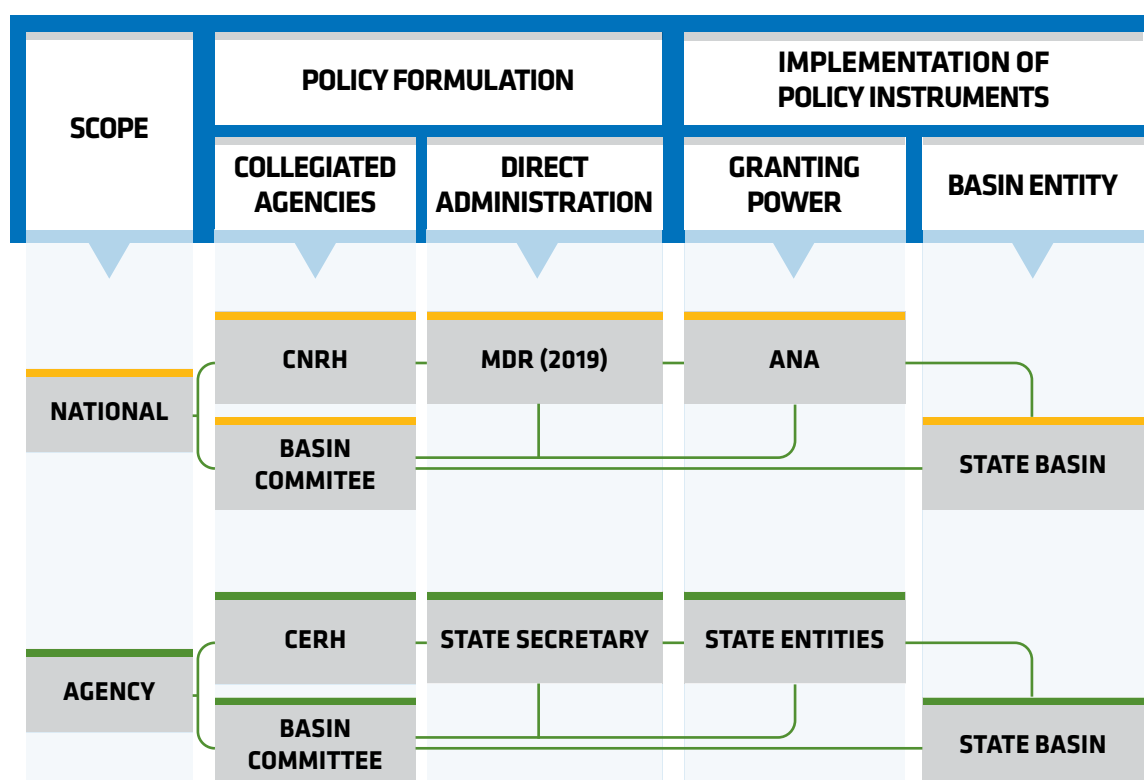 SCOPE
POLICY FORMULATION
IMPLEMENTATION OF
POLICY INSTRUMENTS
COLLEGIATED
AGENCIES
DIRECT
ADMINISTRATION
GRANTING
POWER
BASIN ENTITY
NATIONAL
CNRH
MDR (2019)
ANA
BASIN
COMMITEE
STATE BASIN
AGENCY
CERH
STATE SECRETARY
STATE ENTITIES
BASIN
COMMITTEE
STATE BASIN